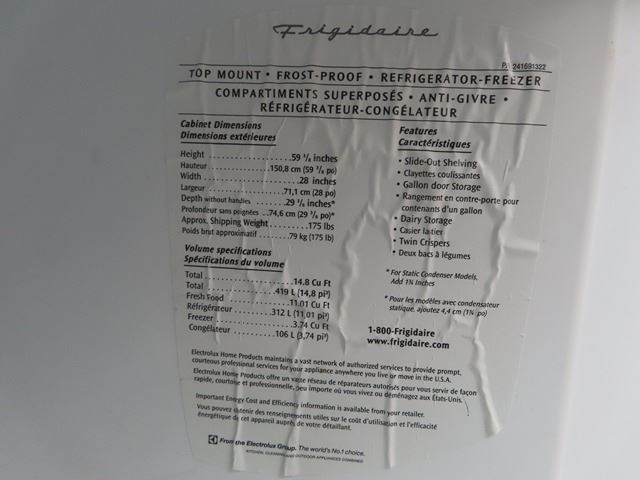 Frigidaire
P/N 241691322
TOP MOUNT • FROST-PROOF • REFRIGERATOR-FREEZER
COMPARTIMENTS SUPERPOSÉS • ANTI-GIVRE •
RÉFRIGÉRATEUR-CONGÉLATEUR
Cabinet Dimensions
Dimensions extérieures
Height ..........................59 3/8 inches
Hauteur ................150,8 cm (59 3/8 po)
Width ..............................28 inches
Largeur .....................71,1 cm (28 po)
Depth without handles .........29 3/8 inches*
Profondeur sans poignées ..74,6 cm (29 3/8 po)*
Approx. Shipping Weight..........175 lbs
Poids brut approximatif......79 kg (175 lb)
Volume specifications
Spécifications du volume
Total .........................14.8 Cu Ft
Total ......................419 L (14,8 pi³)
Fresh Food ...................11.01 Cu Ft
Réfrigérateur...........312 L (11,01 pi³)
Freezer ......................3.74 Cu Ft
Congélateur................106 L (3,74 pi³)
Features
Caractéristiques
• Slide-Out Shelving
• Clayettes coulissantes
• Gallon door Storage
• Rangement en contre-porte pour
contenants d'un gallon
• Dairy Storage
• Casier laitier
• Twin Crispers
• Deux bacs à légumes
* For Static Condenser Models,
Add 1¾ Inches
* Pour les modèles avec condensateur
statique, ajoutez 4,4 cm (1¾ po)
1-800-Frigidaire
www.frigidaire.com
Electrolux Home Products maintains a vast network of authorized services to provide prompt,
courteous professional services for your appliance anywhere you live or move in the U.S.A.
Electrolux Home Products offre un vaste réseau de réparateurs autorisés pour vous servir de façon
rapide, courtoise et professionnelle, peu importe où vous vivez ou déménagez aux États-Unis.
Important Energy Cost and Efficiency information is available from your retailer.
Vous pouvez obtenir des renseignements utiles sur le coût d'utilisation et l'efficacité
énergétique de cet appareil auprès de votre détaillant.
From the Electrolux Group. The world's No.1 choice.
KITCHEN, CLEANING AND OUTDOOR APPLIANCES COMBINED